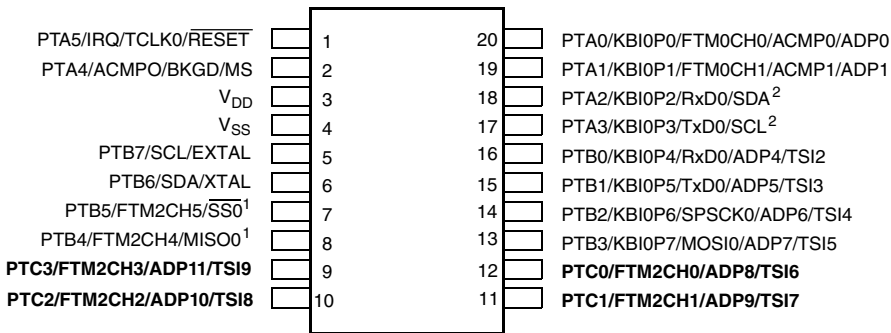 PTA5/IRQ/TCLK0/RESET 1 20 PTA0/KBI0P0/FTM0CH0/ACMP0/ADP0
PTA4/ACMPO/BKGD/MS 2 19 PTA1/KBI0P1/FTM0CH1/ACMP1/ADP1
VDD 3 18 PTA2/KBI0P2/RxD0/SDA2
VSS 4 17 PTA3/KBI0P3/TxD0/SCL2
PTB7/SCL/EXTAL 5 16 PTB0/KBI0P4/RxD0/ADP4/TSI2
PTB6/SDA/XTAL 6 15 PTB1/KBI0P5/TxD0/ADP5/TSI3
PTB5/FTM2CH5/SS01 7 14 PTB2/KBI0P6/SPSCK0/ADP6/TSI4
PTB4/FTM2CH4/MISO01 8 13 PTB3/KBI0P7/MOSI0/ADP7/TSI5
PTC3/FTM2CH3/ADP11/TSI9 9 12 PTC0/FTM2CH0/ADP8/TSI6
PTC2/FTM2CH2/ADP10/TSI8 10 11 PTC1/FTM2CH1/ADP9/TSI7